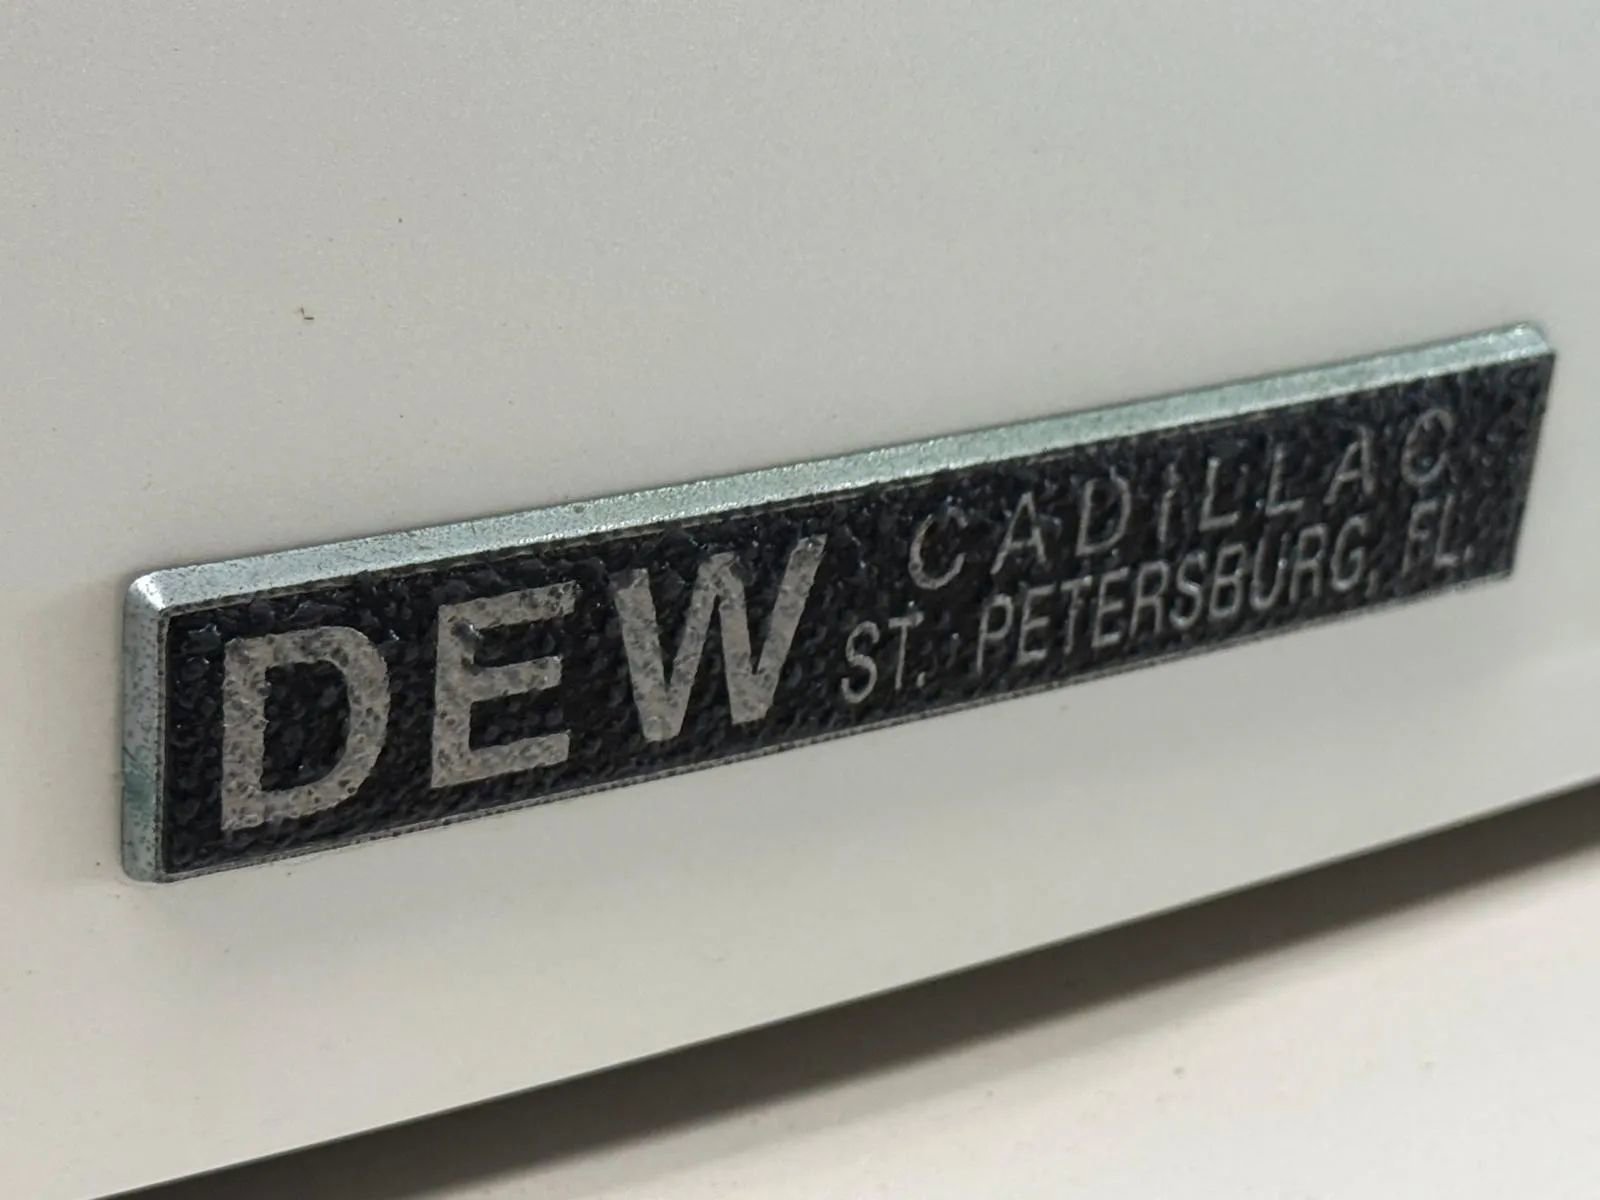 DEW
CADiLLAC
ST. PETERSBURG, FL.